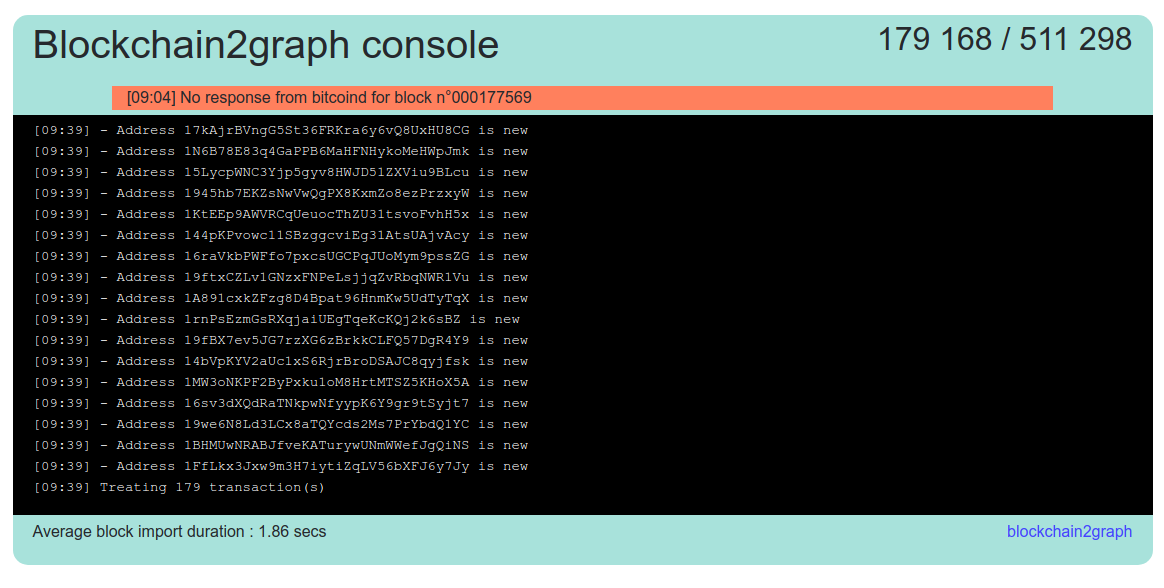 Blockchain2graph console
179 168 / 511 298
[09:04] No response from bitcoind for block n°000177569
[09:39] - Address 17kAjrBVngG5St36FRKra6y6vQ8UxHU8CG is new
[09:39] - Address 1N6B78E83q4GaPPB6MaHFNHykoMeHWpJmk is new
[09:39] - Address 15LycpWNC3Yjp5gyv8HWJD51ZXViu9BLcu is new
[09:39] - Address 1945hb7EKZsNwVwQgPX8KxmZo8ezPrzxyW is new
[09:39] - Address 1KtEEp9AWVRCqUeuocThZU31tsvoFvhH5x is new
[09:39] - Address 144pKPvowc11SBzggcviEg31AtsUAjvAcy is new
[09:39] - Address 16raVkbPWFfo7pxcsUGCPqJUoMym9pssZG is new
[09:39] - Address 19ftxCZLv1GNzxFNPeLsjjqZvRbqNWR1Vu is new
[09:39] - Address 1A891cxkZFzg8D4Bpat96HnmKw5UdTyTqX is new
[09:39] - Address 1rnPsEzmGsRXqjaiUEgTqeKcKQj2k6sBZ is new
[09:39] - Address 19fBX7ev5JG7rzXG6zBrkkCLFQ57DgR4Y9 is new
[09:39] - Address 14bVpKYV2aUc1xS6RjrBroDSAJC8qyjfsk is new
[09:39] - Address 1MW3oNKPF2ByPxku1oM8HrtMTSZ5KHoX5A is new
[09:39] - Address 16sv3dXQdRaTNkpwNfyypK6Y9gr9tSyjt7 is new
[09:39] - Address 19we6N8Ld3LCx8aTQYcds2Ms7PrYbdQ1YC is new
[09:39] - Address 1BHMUwNRABJfveKATurywUNmWWefJgQiNS is new
[09:39] - Address 1FfLkx3Jxw9m3H7iytiZqLV56bXFJ6y7Jy is new
[09:39] Treating 179 transaction(s)
Average block import duration : 1.86 secs
blockchain2graph